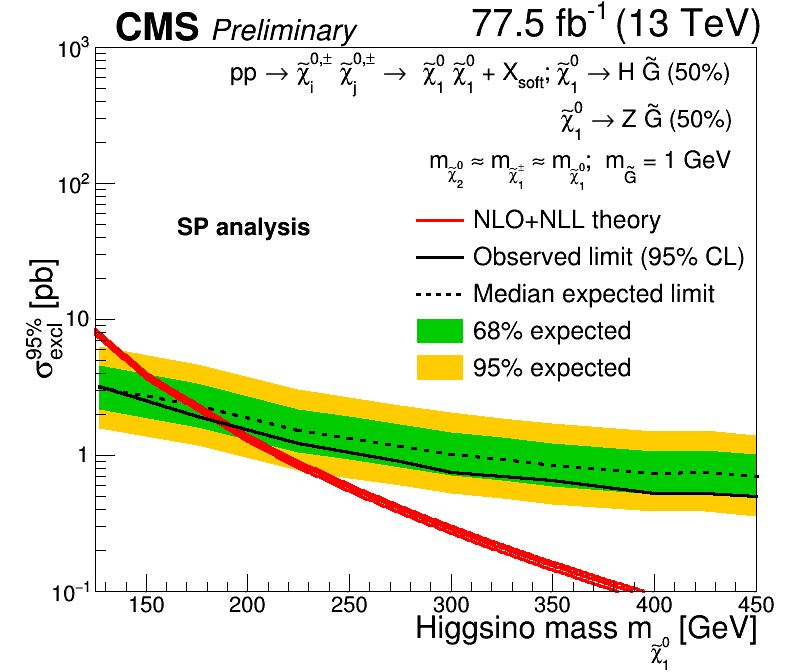 CMS Preliminary 77.5 fb⁻¹ (13 TeV)
pp → χ̃ᵢ⁰,± χ̃ⱼ⁰,± → χ̃₁⁰ χ̃₁⁰ + X_soft; χ̃₁⁰ → H G̃ (50%)
χ̃₁⁰ → Z G̃ (50%)
m_χ̃₂⁰ ≈ m_χ̃₁± ≈ m_χ̃₁⁰; m_G̃ = 1 GeV
SP analysis
NLO+NLL theory
Observed limit (95% CL)
Median expected limit
68% expected
95% expected
σ_excl^95% [pb]
10³
10²
10
1
10⁻¹
150 200 250 300 350 400 450
Higgsino mass m_χ̃₁⁰ [GeV]